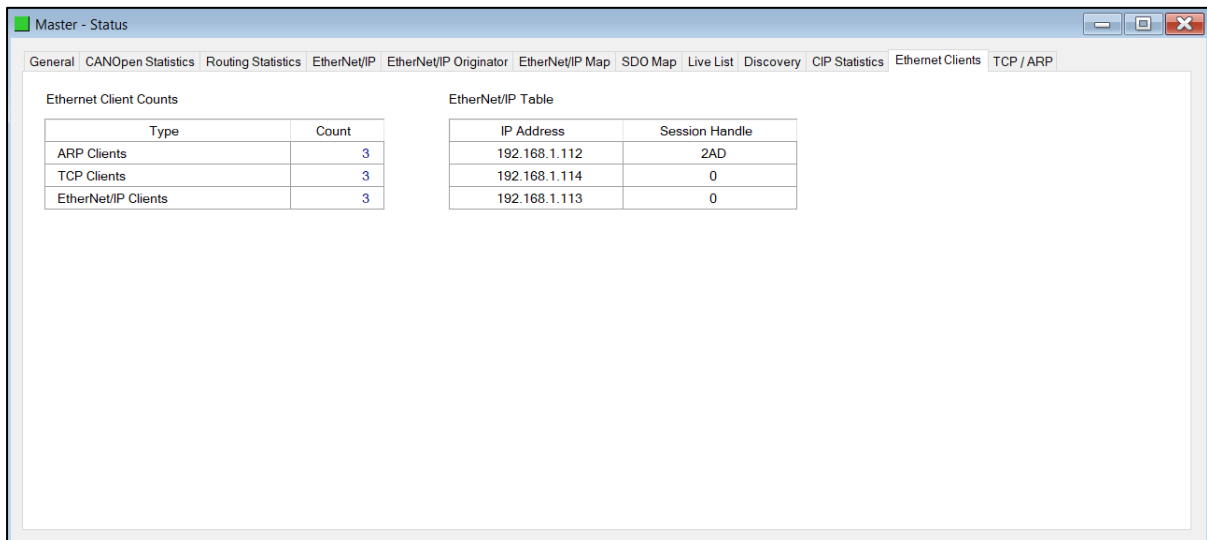 Master - Status
General CANOpen Statistics Routing Statistics EtherNet/IP EtherNet/IP Originator EtherNet/IP Map SDO Map Live List Discovery CIP Statistics Ethernet Clients TCP / ARP
Ethernet Client Counts EtherNet/IP Table
Type Count IP Address Session Handle
ARP Clients 3 192.168.1.112 2AD
TCP Clients 3 192.168.1.114 0
EtherNet/IP Clients 3 192.168.1.113 0